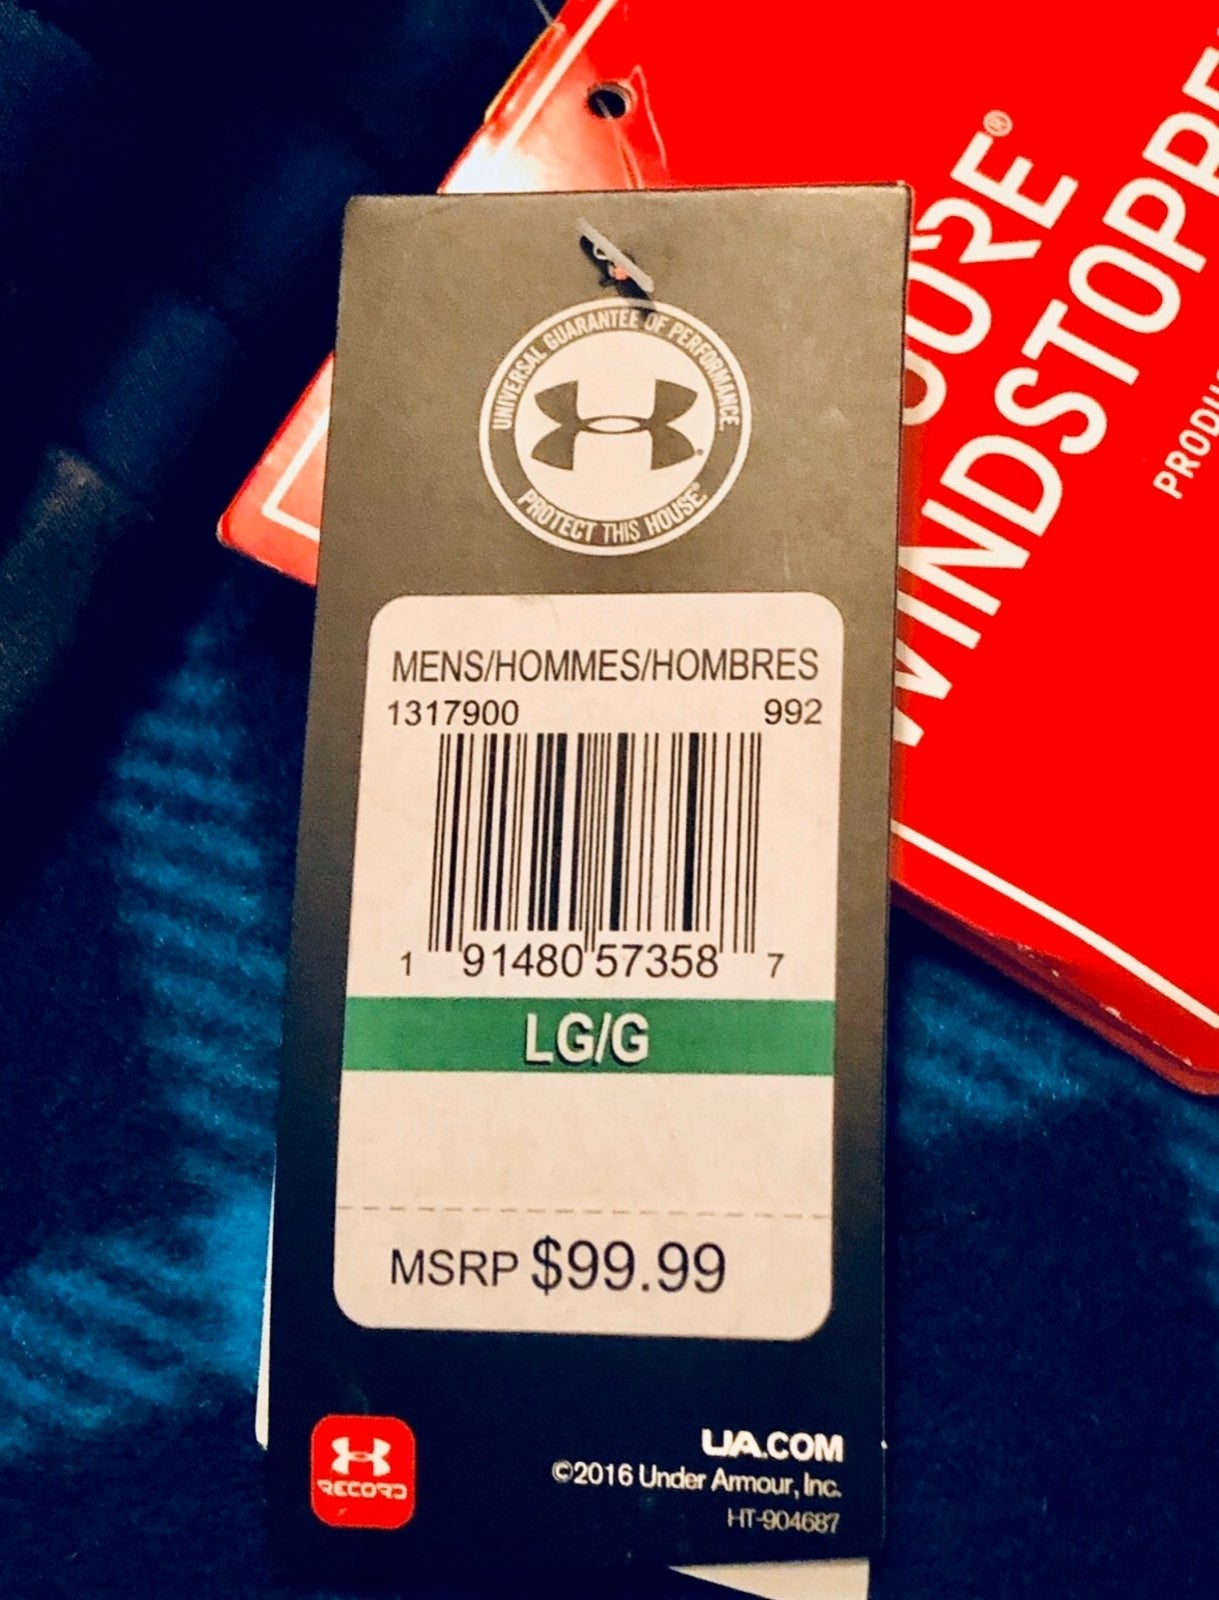 UNIVERSAL GUARANTEE OF PERFORMANCE.
PROTECT THIS HOUSE®
MENS/HOMMES/HOMBRES
1317900 992
1 91480 57358 7
LG/G
MSRP $99.99
RECORD
UA.COM
©2016 Under Armour, Inc.
HT-904687